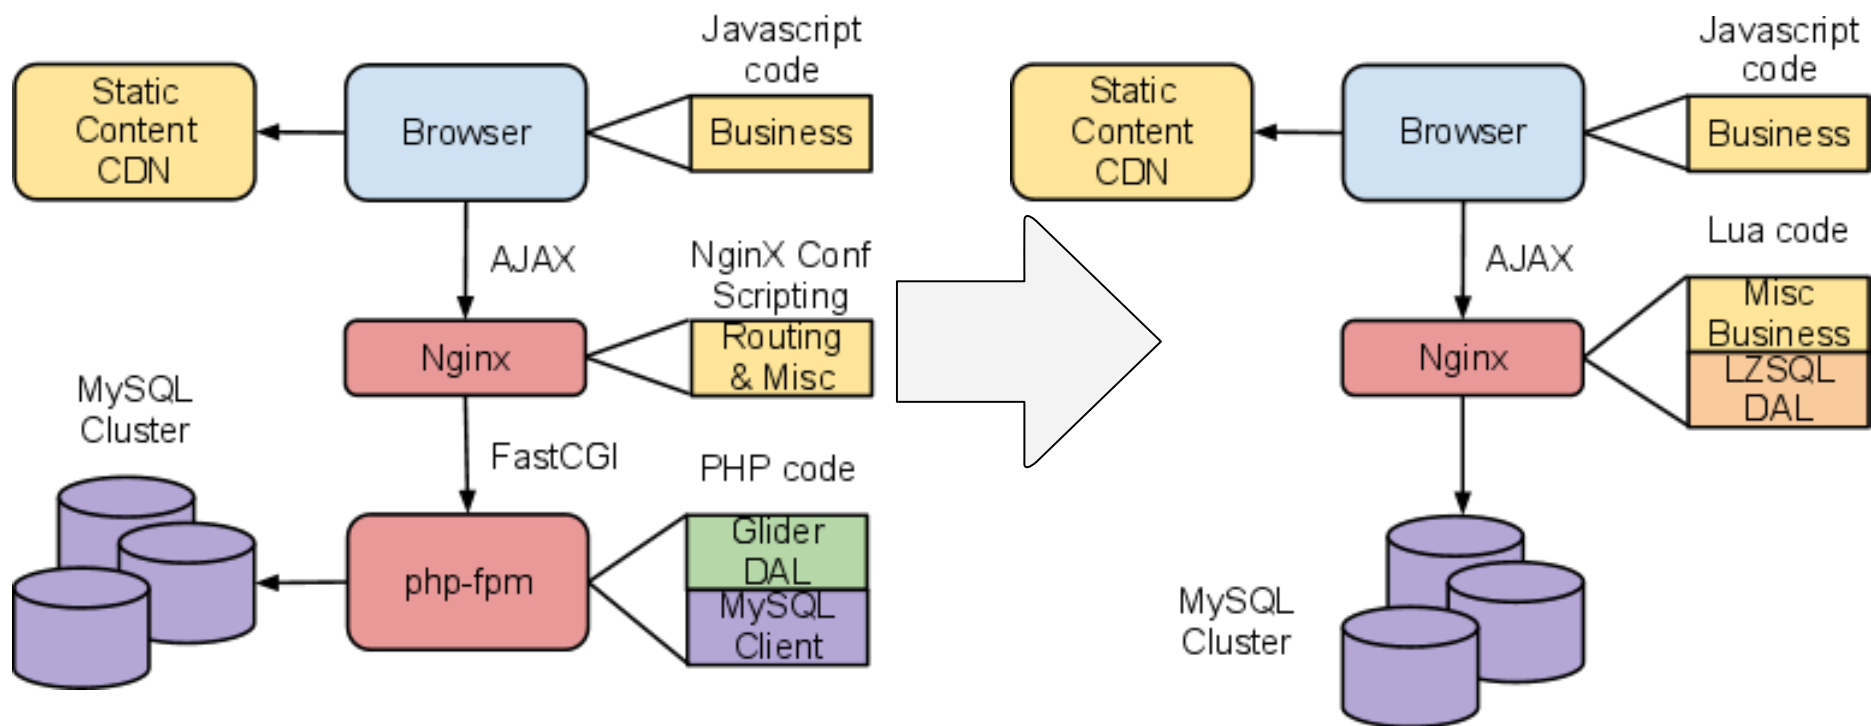 Javascript
code
Static
Content
CDN
Browser
Business
AJAX
NginX Conf
Scripting
Nginx
Routing
& Misc
MySQL
Cluster
FastCGI
PHP code
php-fpm
Glider
DAL
MySQL
Client
Javascript
code
Static
Content
CDN
Browser
Business
AJAX
Lua code
Nginx
Misc
Business
LZSQL
DAL
MySQL
Cluster